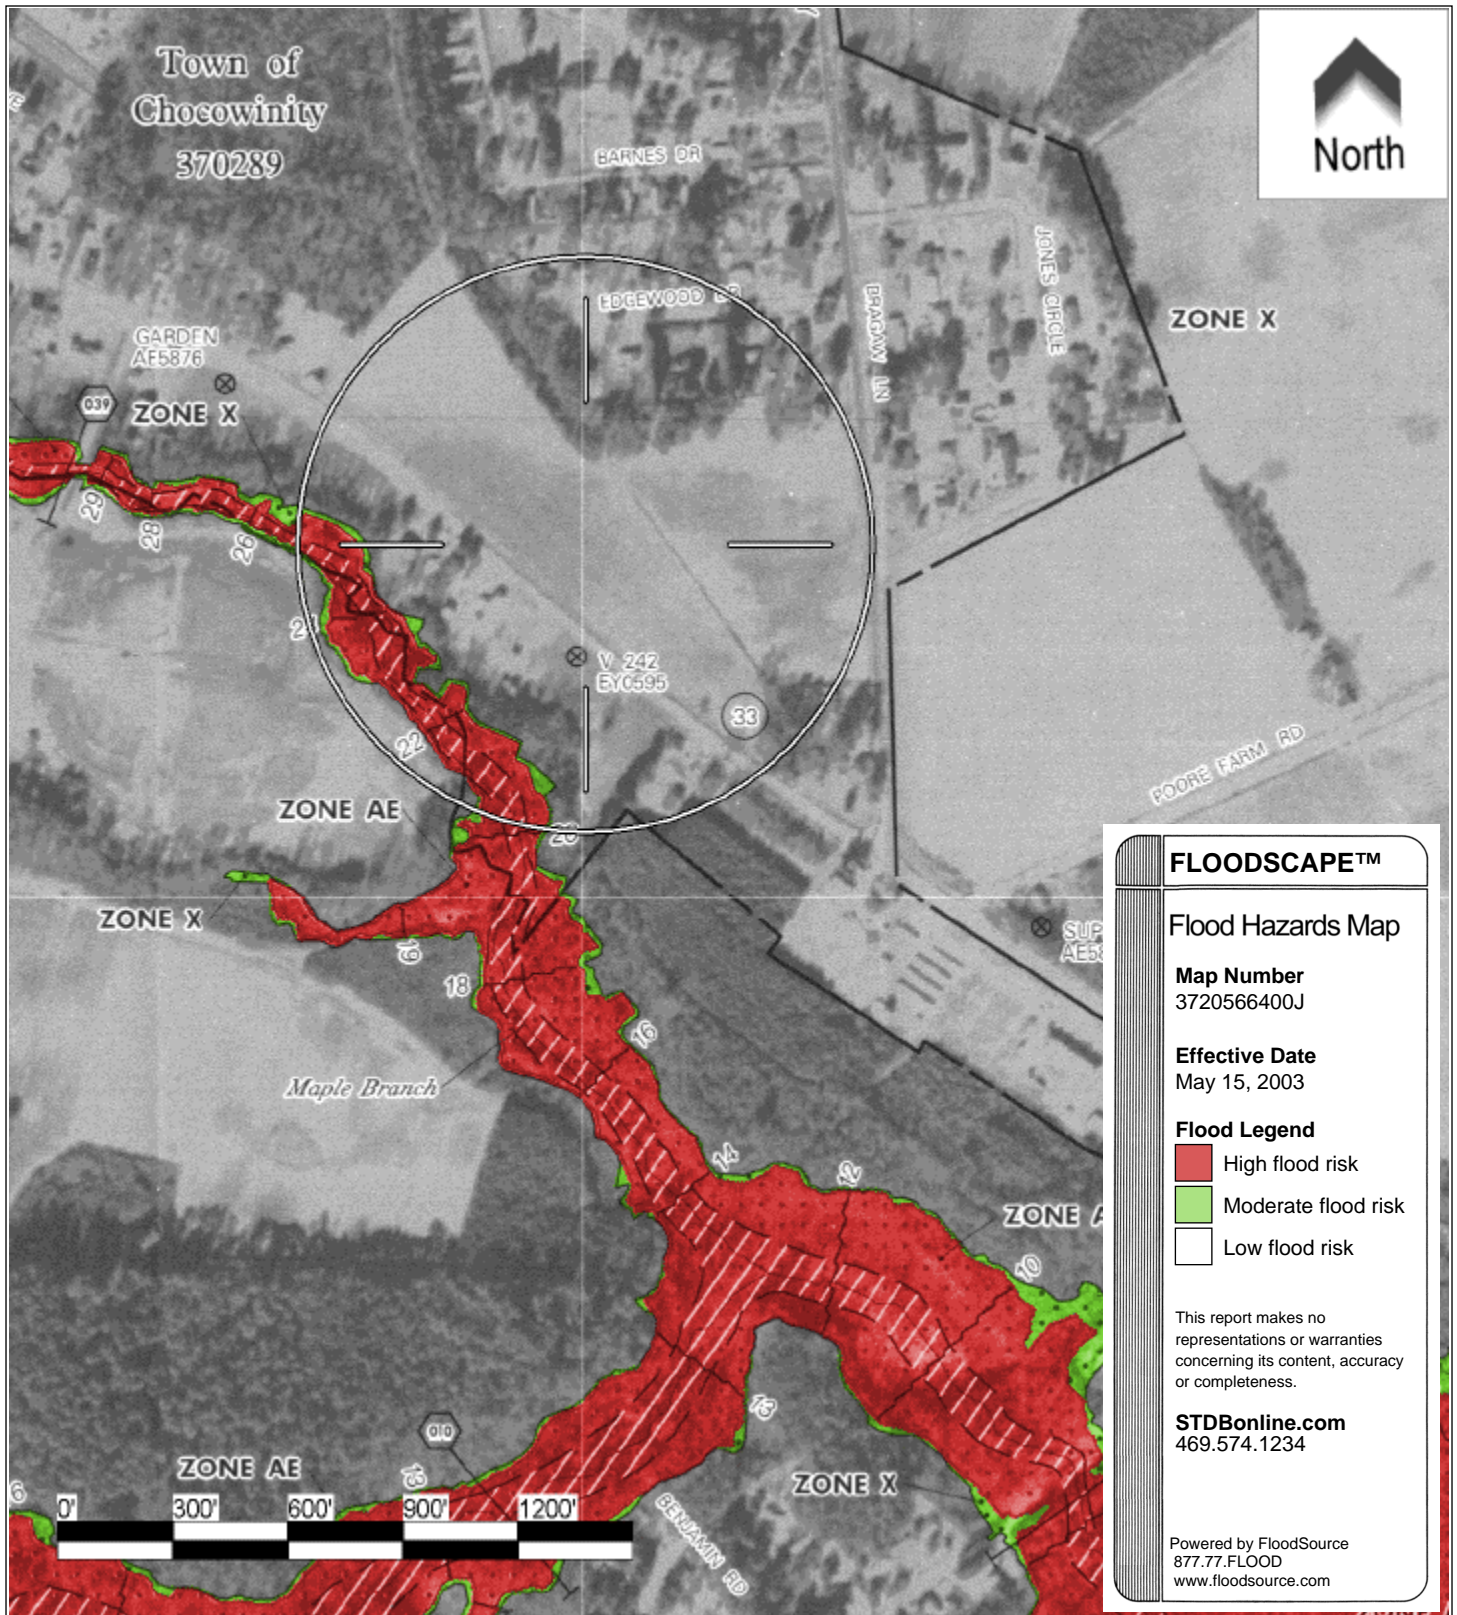 Town of
Chocowinity
370289
North
BARNES DR
JONES CIRCLE
EDGEWOOD DR
BRAGAW LN
ZONE X
GARDEN
AE5876
039
ZONE X
29
28
26
22
V 242
EY0595
33
POORE FARM RD
ZONE AE
20
ZONE X
19
18
16
Maple Branch
14
12
ZONE A
10
13
010
13
ZONE AE
ZONE X
BENJAMIN RD
6
0' 300' 600' 900' 1200'
SUP
AE58
FLOODSCAPE™
Flood Hazards Map
Map Number
3720566400J
Effective Date
May 15, 2003
Flood Legend
High flood risk
Moderate flood risk
Low flood risk
This report makes no
representations or warranties
concerning its content, accuracy
or completeness.
STDBonline.com
469.574.1234
Powered by FloodSource
877.77.FLOOD
www.floodsource.com